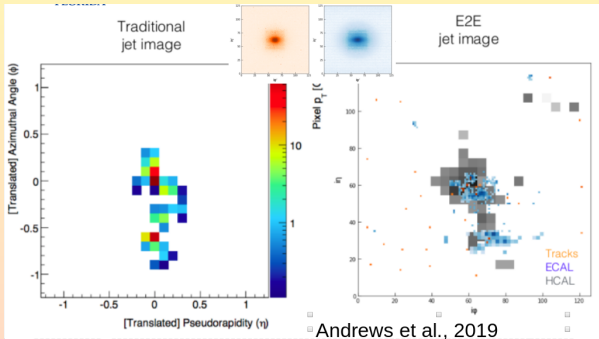 Traditional
jet image
E2E
jet image
[Translated] Azimuthal Angle (ϕ)
1
0.5
0
-0.5
-1
-1
-0.5
0
0.5
1
[Translated] Pseudorapidity (η)
10
1
Pixel p_T [
iη
100
80
60
40
20
0
0
20
40
60
80
100
120
iφ
Tracks
ECAL
HCAL
Andrews et al., 2019